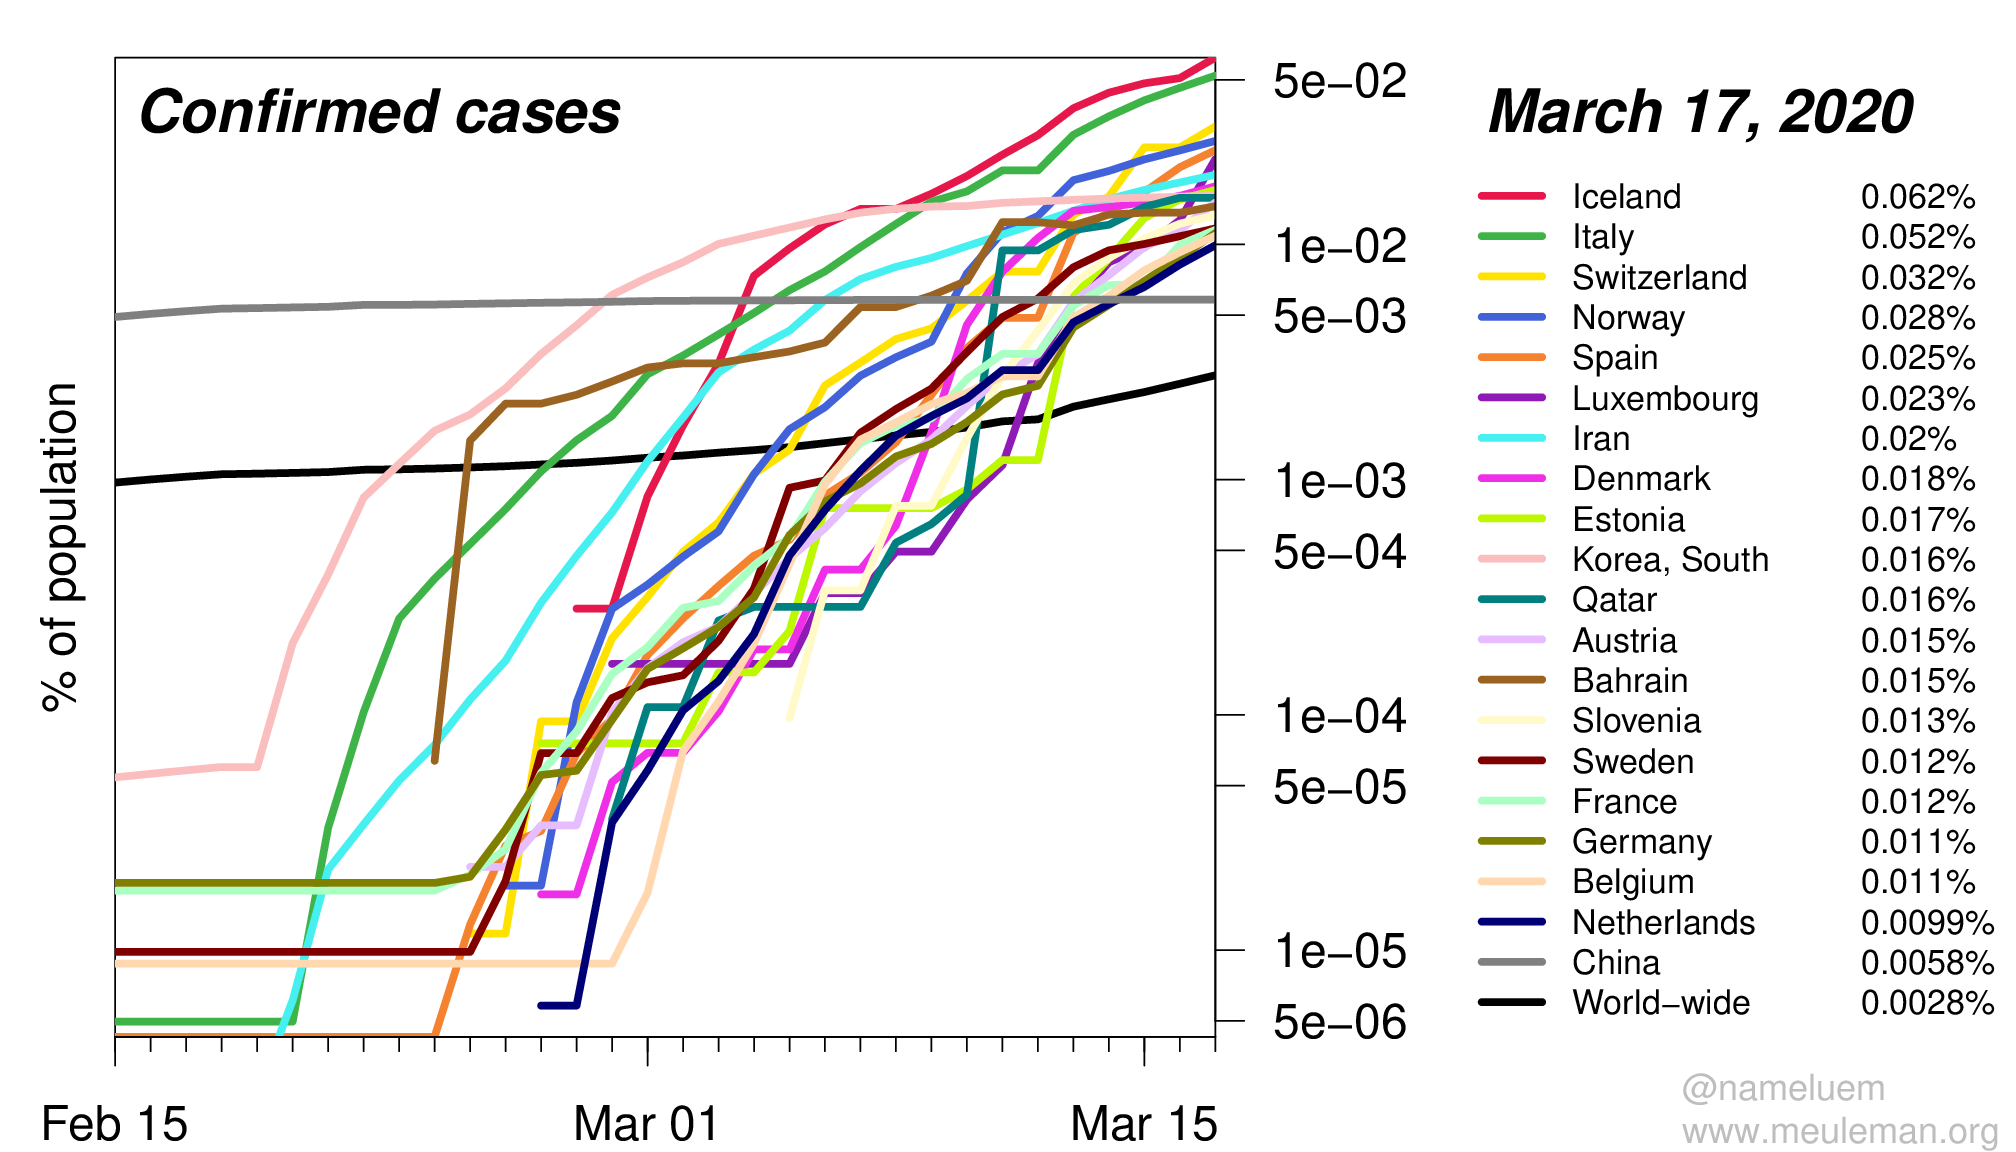 Confirmed cases
% of population
5e−02
1e−02
5e−03
1e−03
5e−04
1e−04
5e−05
1e−05
5e−06
Feb 15
Mar 01
Mar 15
March 17, 2020
Iceland 0.062%
Italy 0.052%
Switzerland 0.032%
Norway 0.028%
Spain 0.025%
Luxembourg 0.023%
Iran 0.02%
Denmark 0.018%
Estonia 0.017%
Korea, South 0.016%
Qatar 0.016%
Austria 0.015%
Bahrain 0.015%
Slovenia 0.013%
Sweden 0.012%
France 0.012%
Germany 0.011%
Belgium 0.011%
Netherlands 0.0099%
China 0.0058%
World−wide 0.0028%
@nameluem
www.meuleman.org